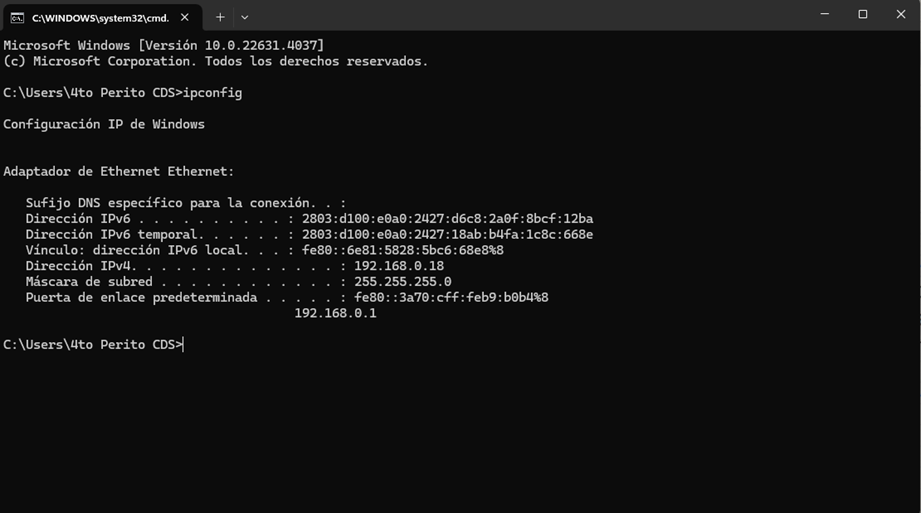 C:\WINDOWS\system32\cmd.
Microsoft Windows [Versión 10.0.22631.4037]
(c) Microsoft Corporation. Todos los derechos reservados.
C:\Users\4to Perito CDS>ipconfig
Configuración IP de Windows
Adaptador de Ethernet Ethernet:
Sufijo DNS específico para la conexión. . :
Dirección IPv6 . . . . . . . . . . : 2803:d100:e0a0:2427:d6c8:2a0f:8bcf:12ba
Dirección IPv6 temporal. . . . . . : 2803:d100:e0a0:2427:18ab:b4fa:1c8c:668e
Vínculo: dirección IPv6 local. . . : fe80::6e81:5828:5bc6:68e8%8
Dirección IPv4. . . . . . . . . . . . . . : 192.168.0.18
Máscara de subred . . . . . . . . . . . . : 255.255.255.0
Puerta de enlace predeterminada . . . . . : fe80::3a70:cff:feb9:b0b4%8
192.168.0.1
C:\Users\4to Perito CDS>